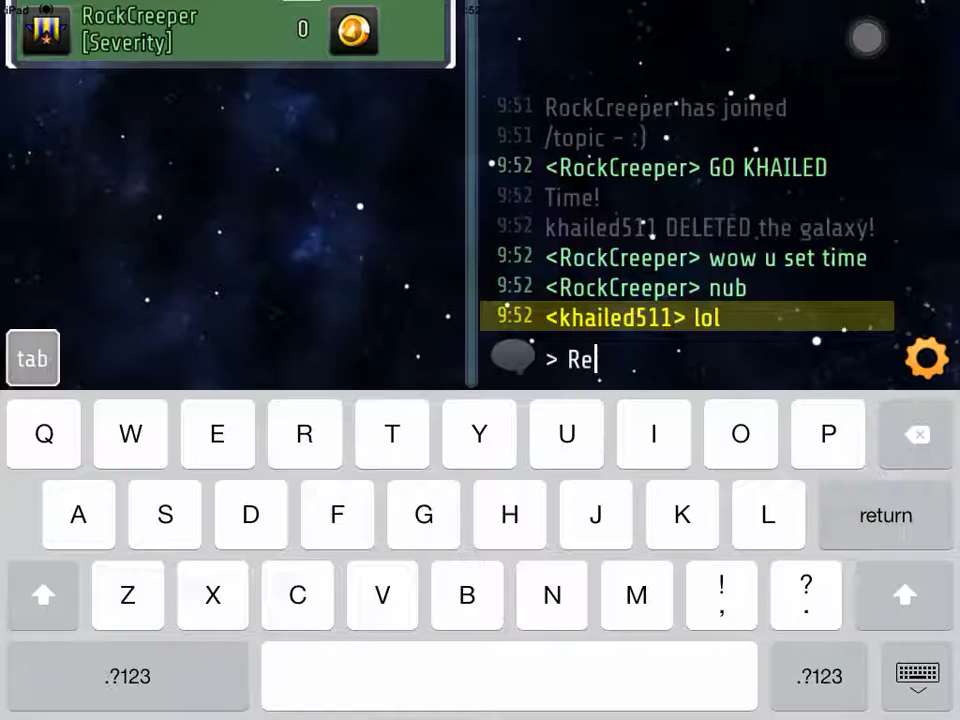 iPad
:52
RockCreeper
[Severity]
0
9:51 RockCreeper has joined
9:51 /topic - :)
9:52 <RockCreeper> GO KHAILED
9:52 Time!
9:52 khailed511 DELETED the galaxy!
9:52 <RockCreeper> wow u set time
9:52 <RockCreeper> nub
9:52 <khailed511> lol
> Re
tab
Q W E R T Y U I O P
A S D F G H J K L return
Z X C V B N M ! , ? .
.?123 .?123